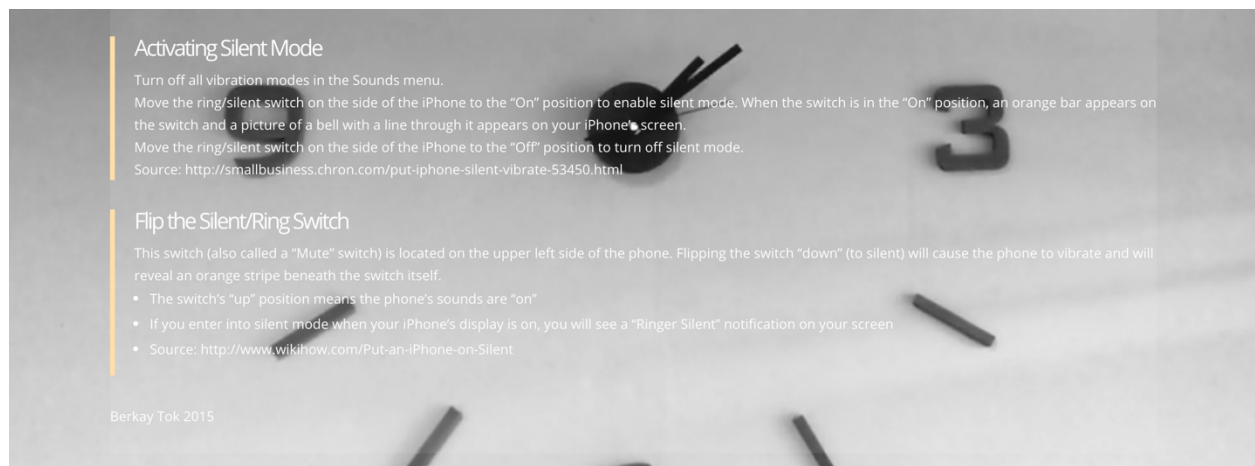 Activating Silent Mode
Turn off all vibration modes in the Sounds menu.
Move the ring/silent switch on the side of the iPhone to the “On” position to enable silent mode. When the switch is in the “On” position, an orange bar appears on
the switch and a picture of a bell with a line through it appears on your iPhone’s screen.
Move the ring/silent switch on the side of the iPhone to the “Off” position to turn off silent mode.
Source: http://smallbusiness.chron.com/put-iphone-silent-vibrate-53450.html
9 3
Flip the Silent/Ring Switch
This switch (also called a “Mute” switch) is located on the upper left side of the phone. Flipping the switch “down” (to silent) will cause the phone to vibrate and will
reveal an orange stripe beneath the switch itself.
• The switch’s “up” position means the phone’s sounds are “on”
• If you enter into silent mode when your iPhone’s display is on, you will see a “Ringer Silent” notification on your screen
• Source: http://www.wikihow.com/Put-an-iPhone-on-Silent
Berkay Tok 2015